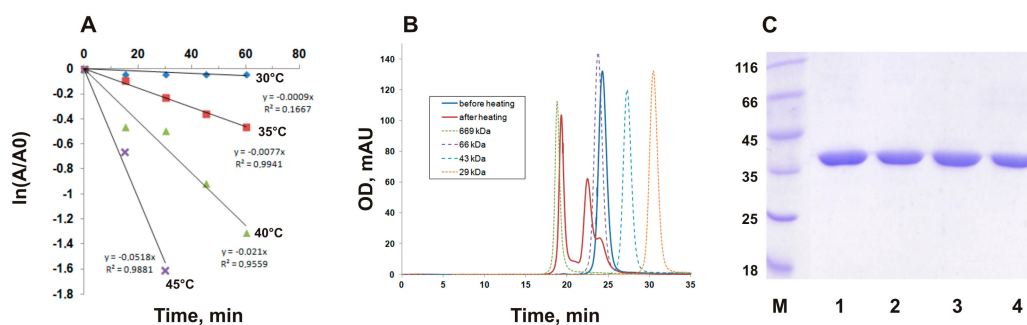 A
Time, min
0 20 40 60 80
ln(A/A0)
0
-0.2
-0.4
-0.6
-0.8
-1
-1.2
-1.4
-1.6
-1.8
30°C
y = -0.0009x
R² = 0.1667
35°C
y = -0.0077x
R² = 0,9941
40°C
y = -0.021x
R² = 0,9559
y = -0.0518x
R² = 0.9881
45°C
B
OD, mAU
140
120
100
80
60
40
20
0
before heating
after heating
669 kDa
66 kDa
43 kDa
29 kDa
0 5 10 15 20 25 30 35
Time, min
C
116
66
45
35
25
18
M 1 2 3 4